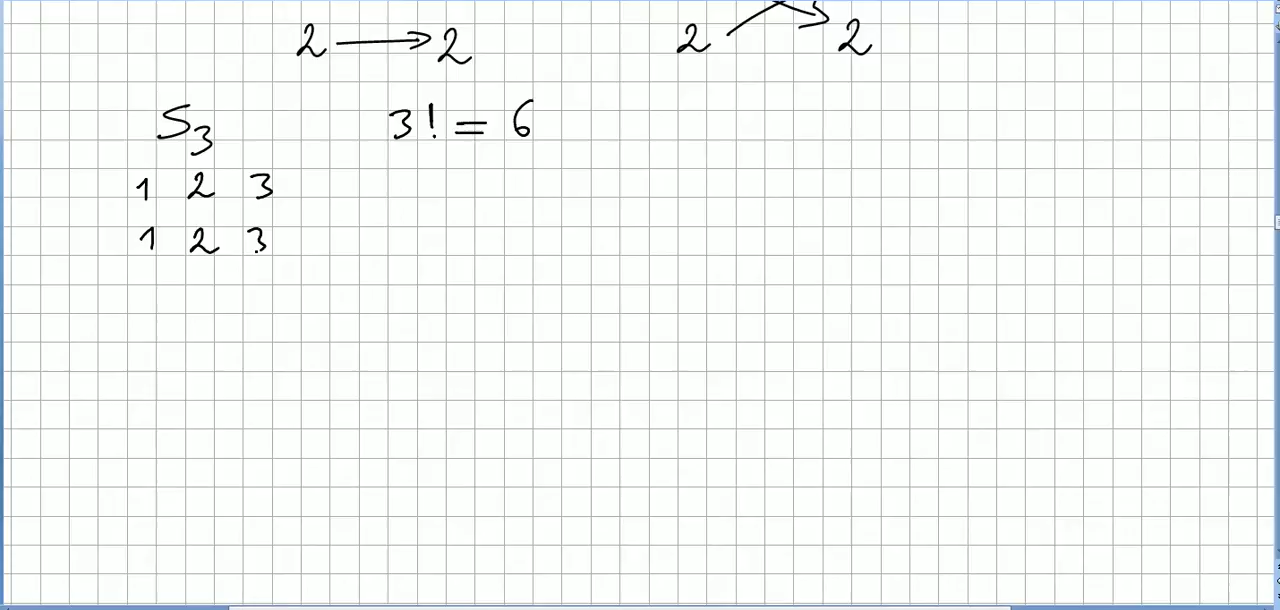 2 → 2 2 → 2
S₃ 3! = 6
1 2 3
1 2 3